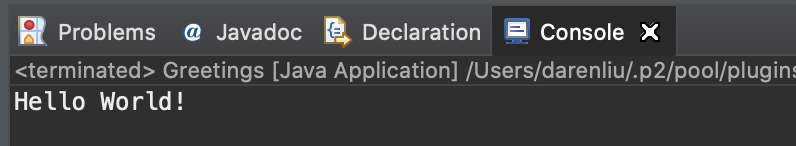 Problems @ Javadoc Declaration Console
<terminated> Greetings [Java Application] /Users/darenliu/.p2/pool/plugins
Hello World!